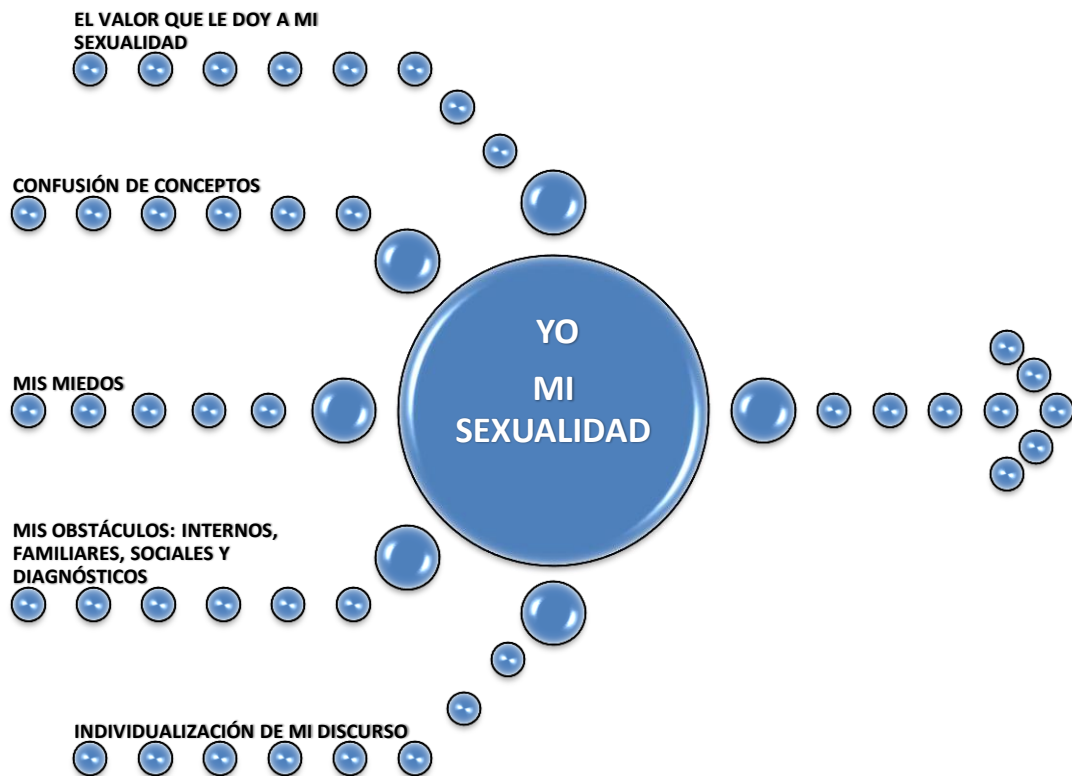 EL VALOR QUE LE DOY A MI
SEXUALIDAD
CONFUSIÓN DE CONCEPTOS
YO
MI
SEXUALIDAD
MIS MIEDOS
MIS OBSTÁCULOS: INTERNOS,
FAMILIARES, SOCIALES Y
DIAGNÓSTICOS
INDIVIDUALIZACIÓN DE MI DISCURSO